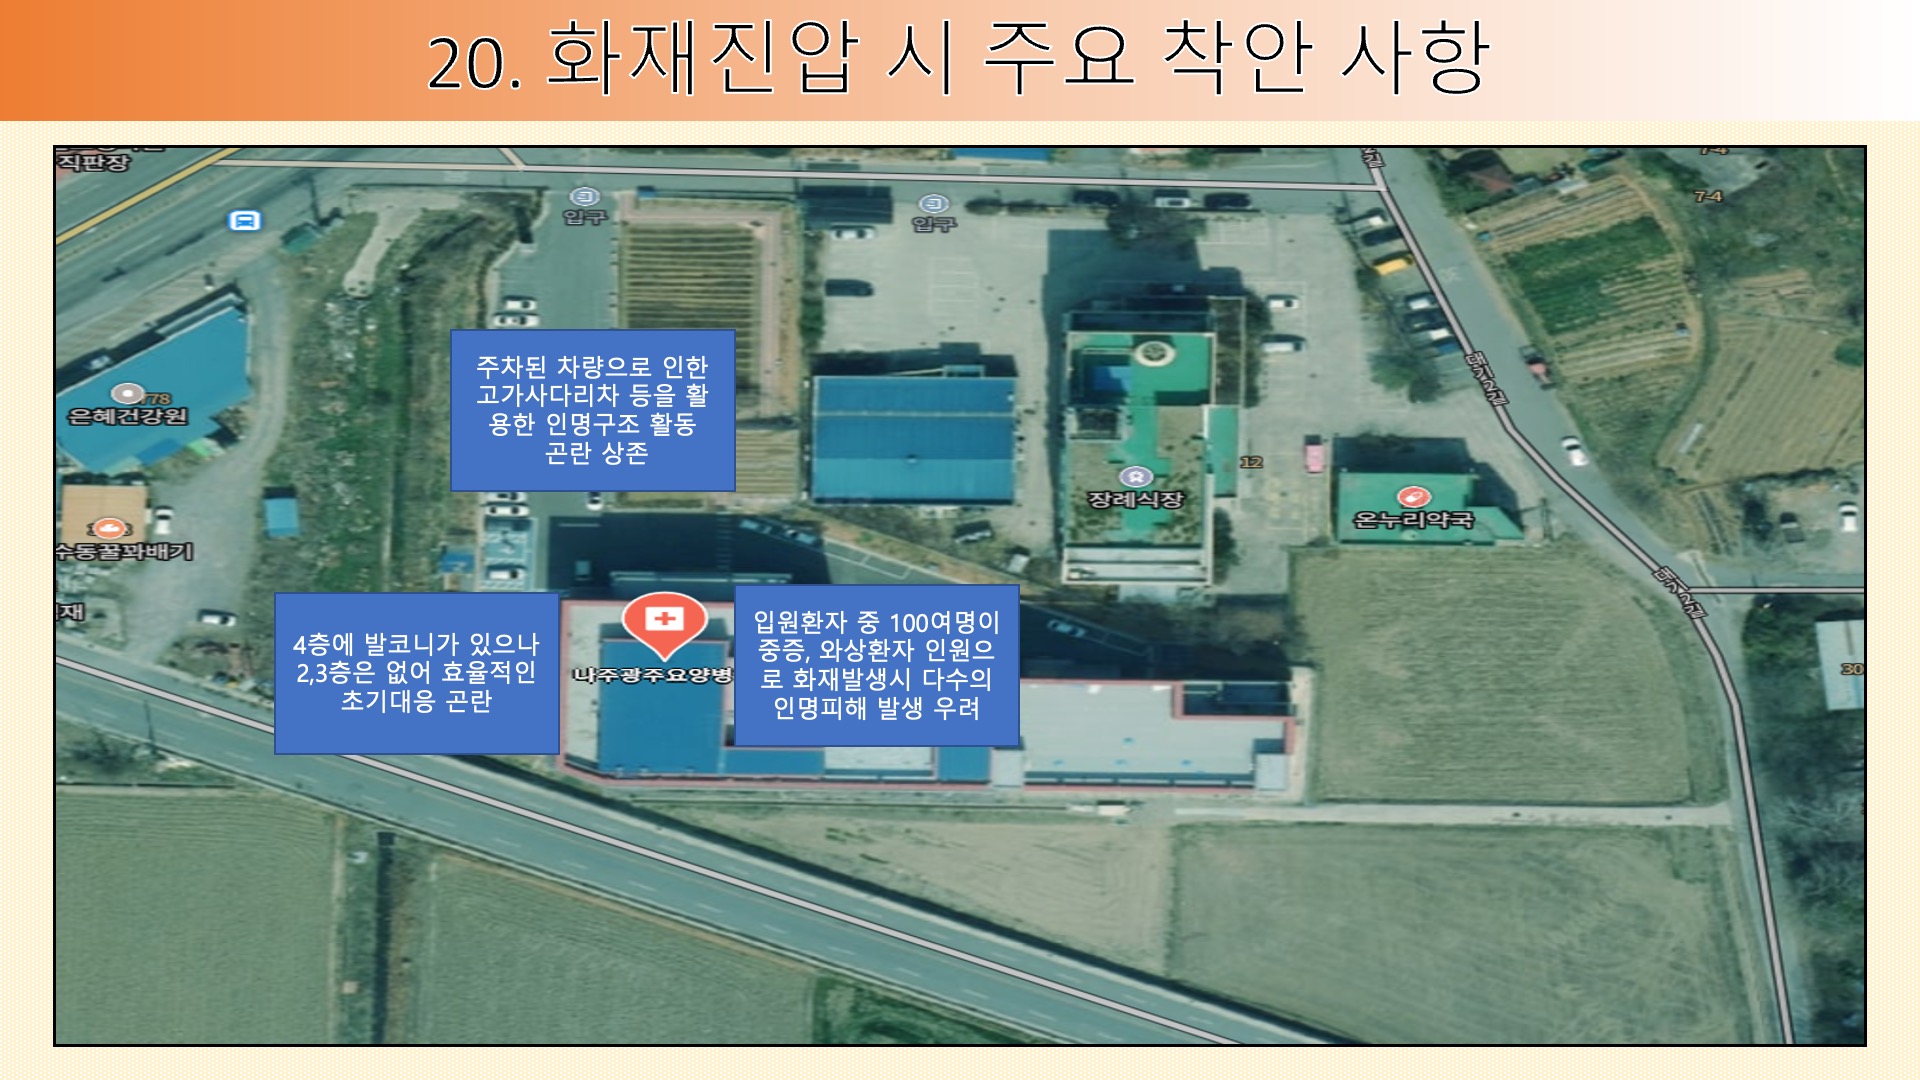 20. 화재진압 시 주요 착안 사항
직판장
7-4
7-4
입구
입구
주차된 차량으로 인한
고가사다리차 등을 활
용한 인명구조 활동
곤란 상존
778
은혜건강원
12
장례식장
온누리약국
수동꿀꽈배기
재
4층에 발코니가 있으나
2,3층은 없어 효율적인
초기대응 곤란
나주광주요양병
입원환자 중 100여명이
중증, 와상환자 인원으
로 화재발생시 다수의
인명피해 발생 우려
30